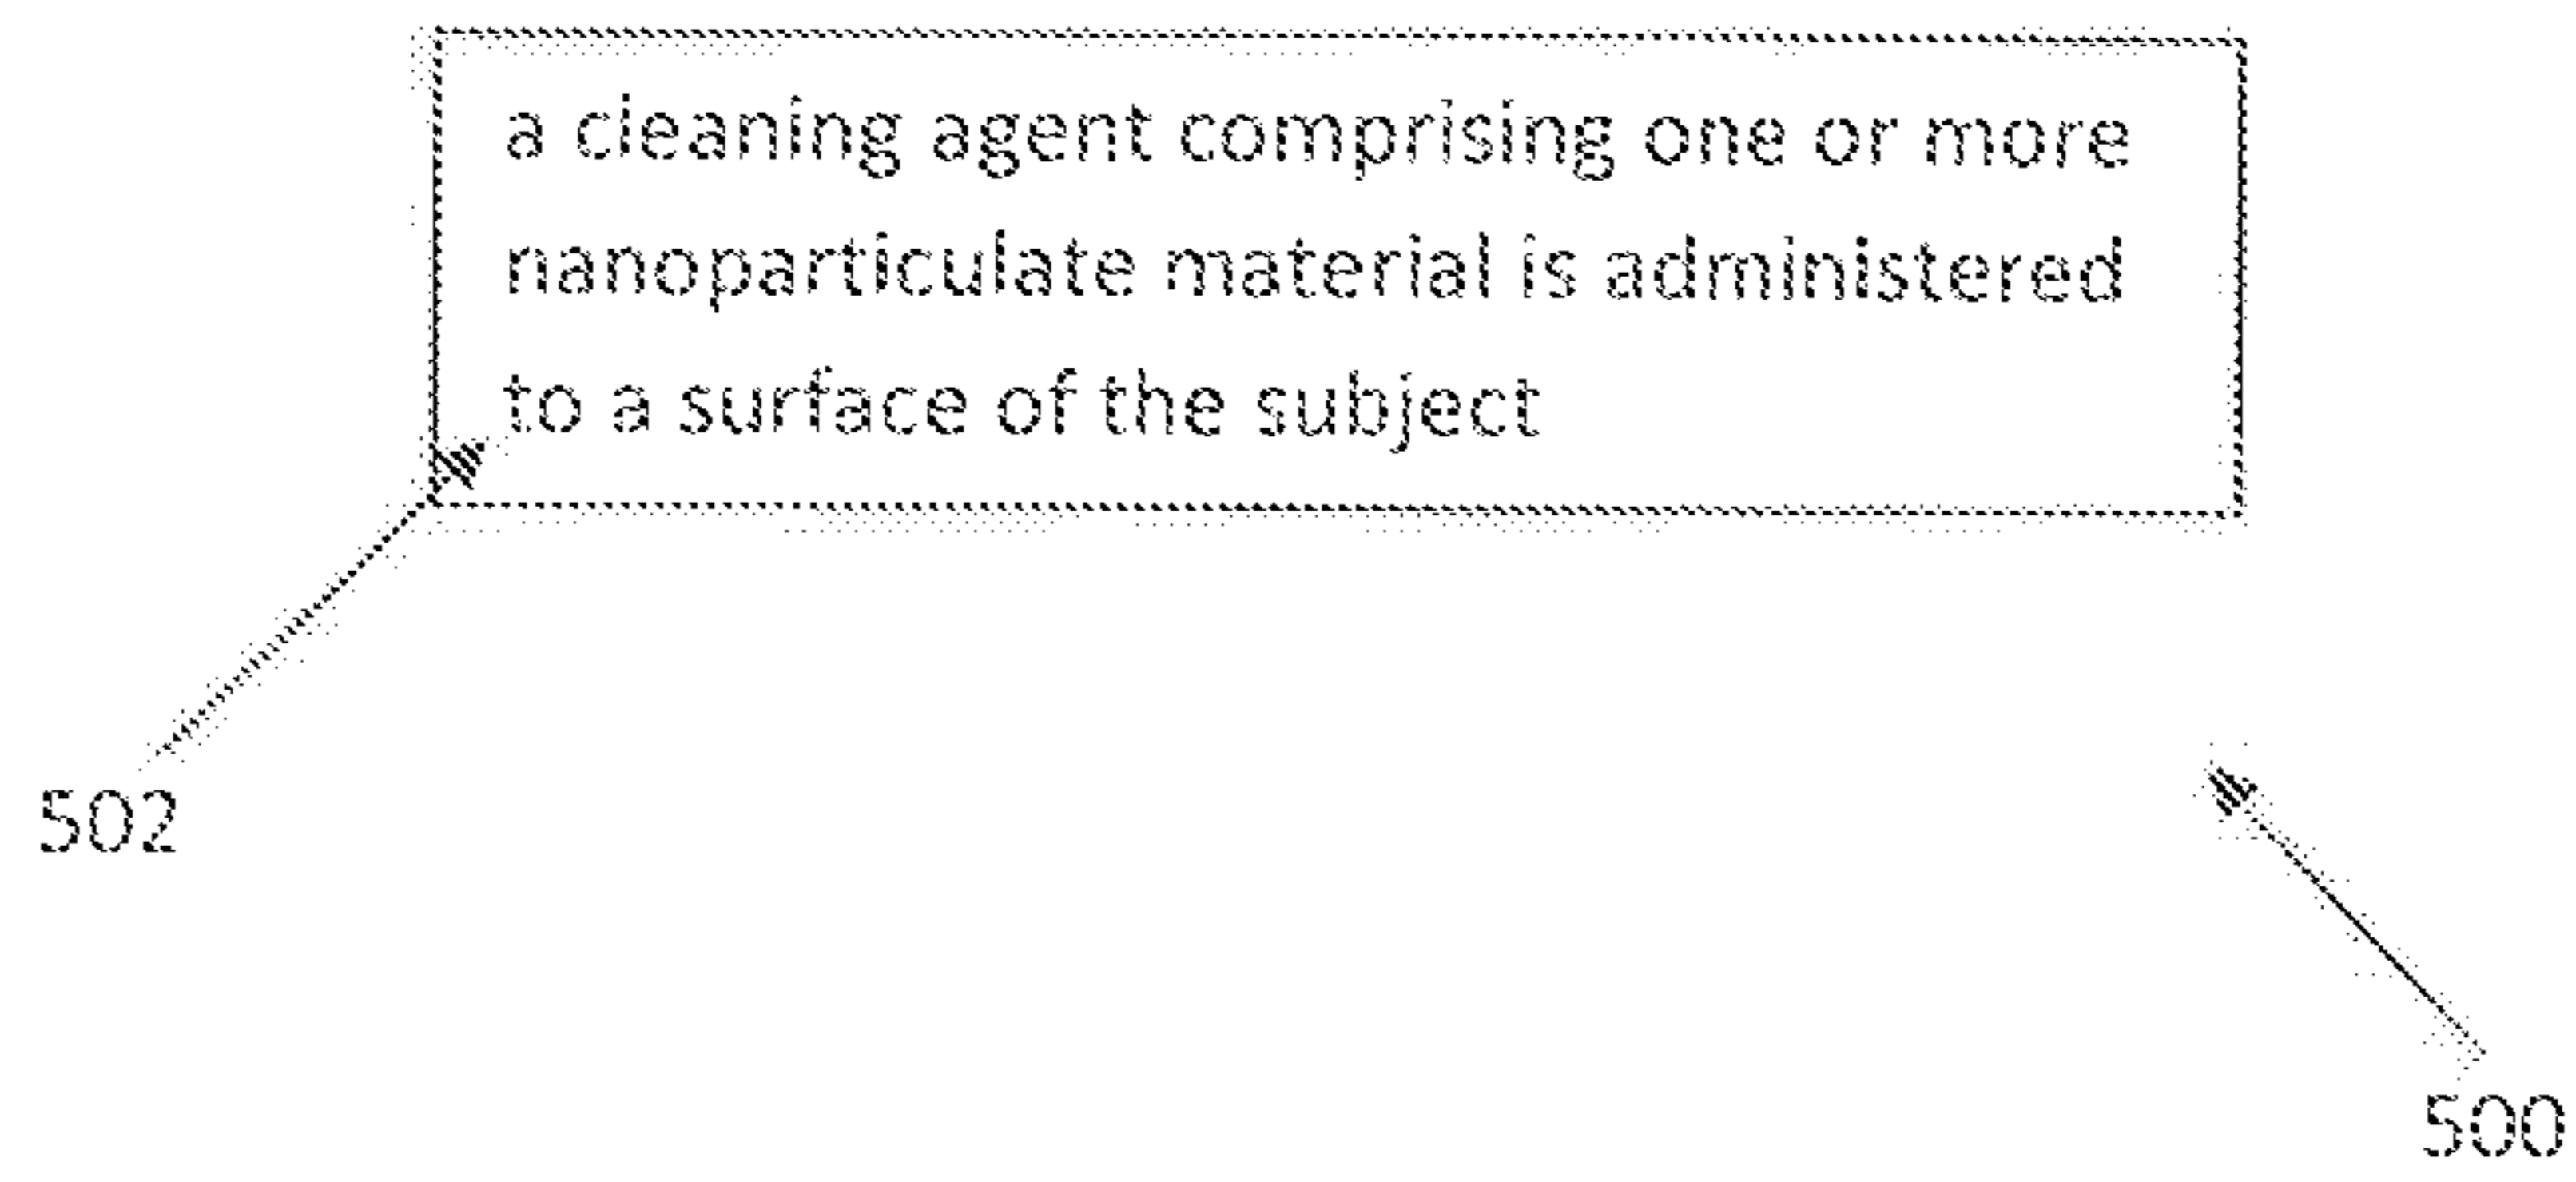 a cleaning agent comprising one or more
nanoparticulate material is administered
to a surface of the subject
502
500